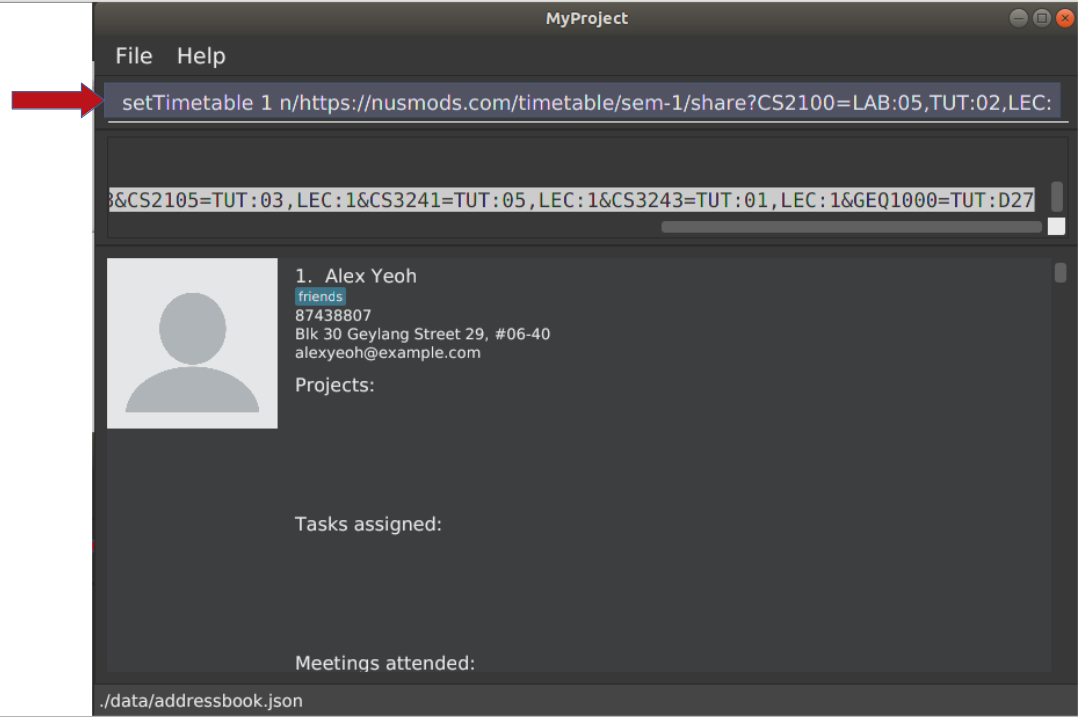 MyProject
File Help
setTimetable 1 n/https://nusmods.com/timetable/sem-1/share?CS2100=LAB:05,TUT:02,LEC:
&CS2105=TUT:03,LEC:1&CS3241=TUT:05,LEC:1&CS3243=TUT:01,LEC:1&GEQ1000=TUT:D27
1. Alex Yeoh
friends
87438807
Blk 30 Geylang Street 29, #06-40
alexyeoh@example.com
Projects:
Tasks assigned:
Meetings attended:
./data/addressbook.json